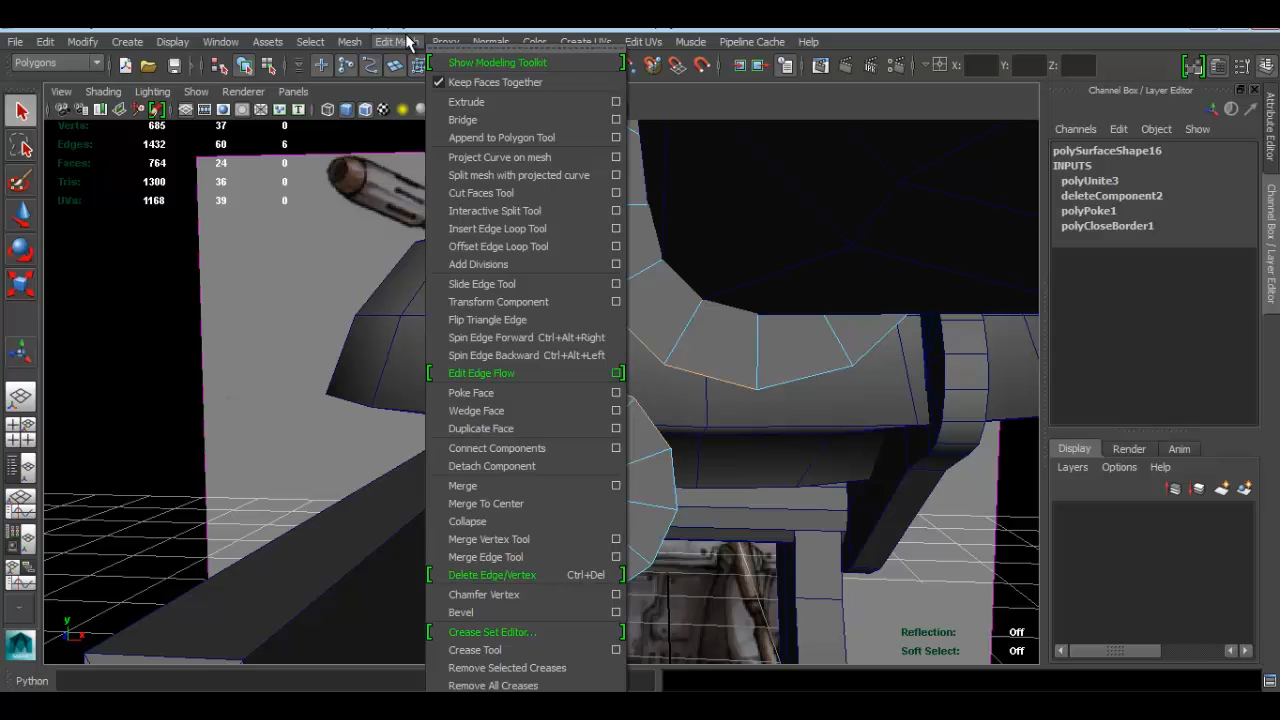 File Edit Modify Create Display Window Assets Select Mesh Edit Mesh Proxy Normals Color Create UVs Edit UVs Muscle Pipeline Cache Help
Polygons
X: Y: Z:
View Shading Lighting Show Renderer Panels
Verts: 685 37 0
Edges: 1432 60 6
Faces: 764 24 0
Tris: 1300 36 0
UVs: 1168 39 0
Show Modeling Toolkit
Keep Faces Together
Extrude
Bridge
Append to Polygon Tool
Project Curve on mesh
Split mesh with projected curve
Cut Faces Tool
Interactive Split Tool
Insert Edge Loop Tool
Offset Edge Loop Tool
Add Divisions
Slide Edge Tool
Transform Component
Flip Triangle Edge
Spin Edge Forward Ctrl+Alt+Right
Spin Edge Backward Ctrl+Alt+Left
Edit Edge Flow
Poke Face
Wedge Face
Duplicate Face
Connect Components
Detach Component
Merge
Merge To Center
Collapse
Merge Vertex Tool
Merge Edge Tool
Delete Edge/Vertex Ctrl+Del
Chamfer Vertex
Bevel
Crease Set Editor...
Crease Tool
Remove Selected Creases
Remove All Creases
Reflection: Off
Soft Select: Off
y
x
Python
Channel Box / Layer Editor
Channels Edit Object Show
polySurfaceShape16
INPUTS
polyUnite3
deleteComponent2
polyPoke1
polyCloseBorder1
Display Render Anim
Layers Options Help
Attribute Editor
Channel Box / Layer Editor